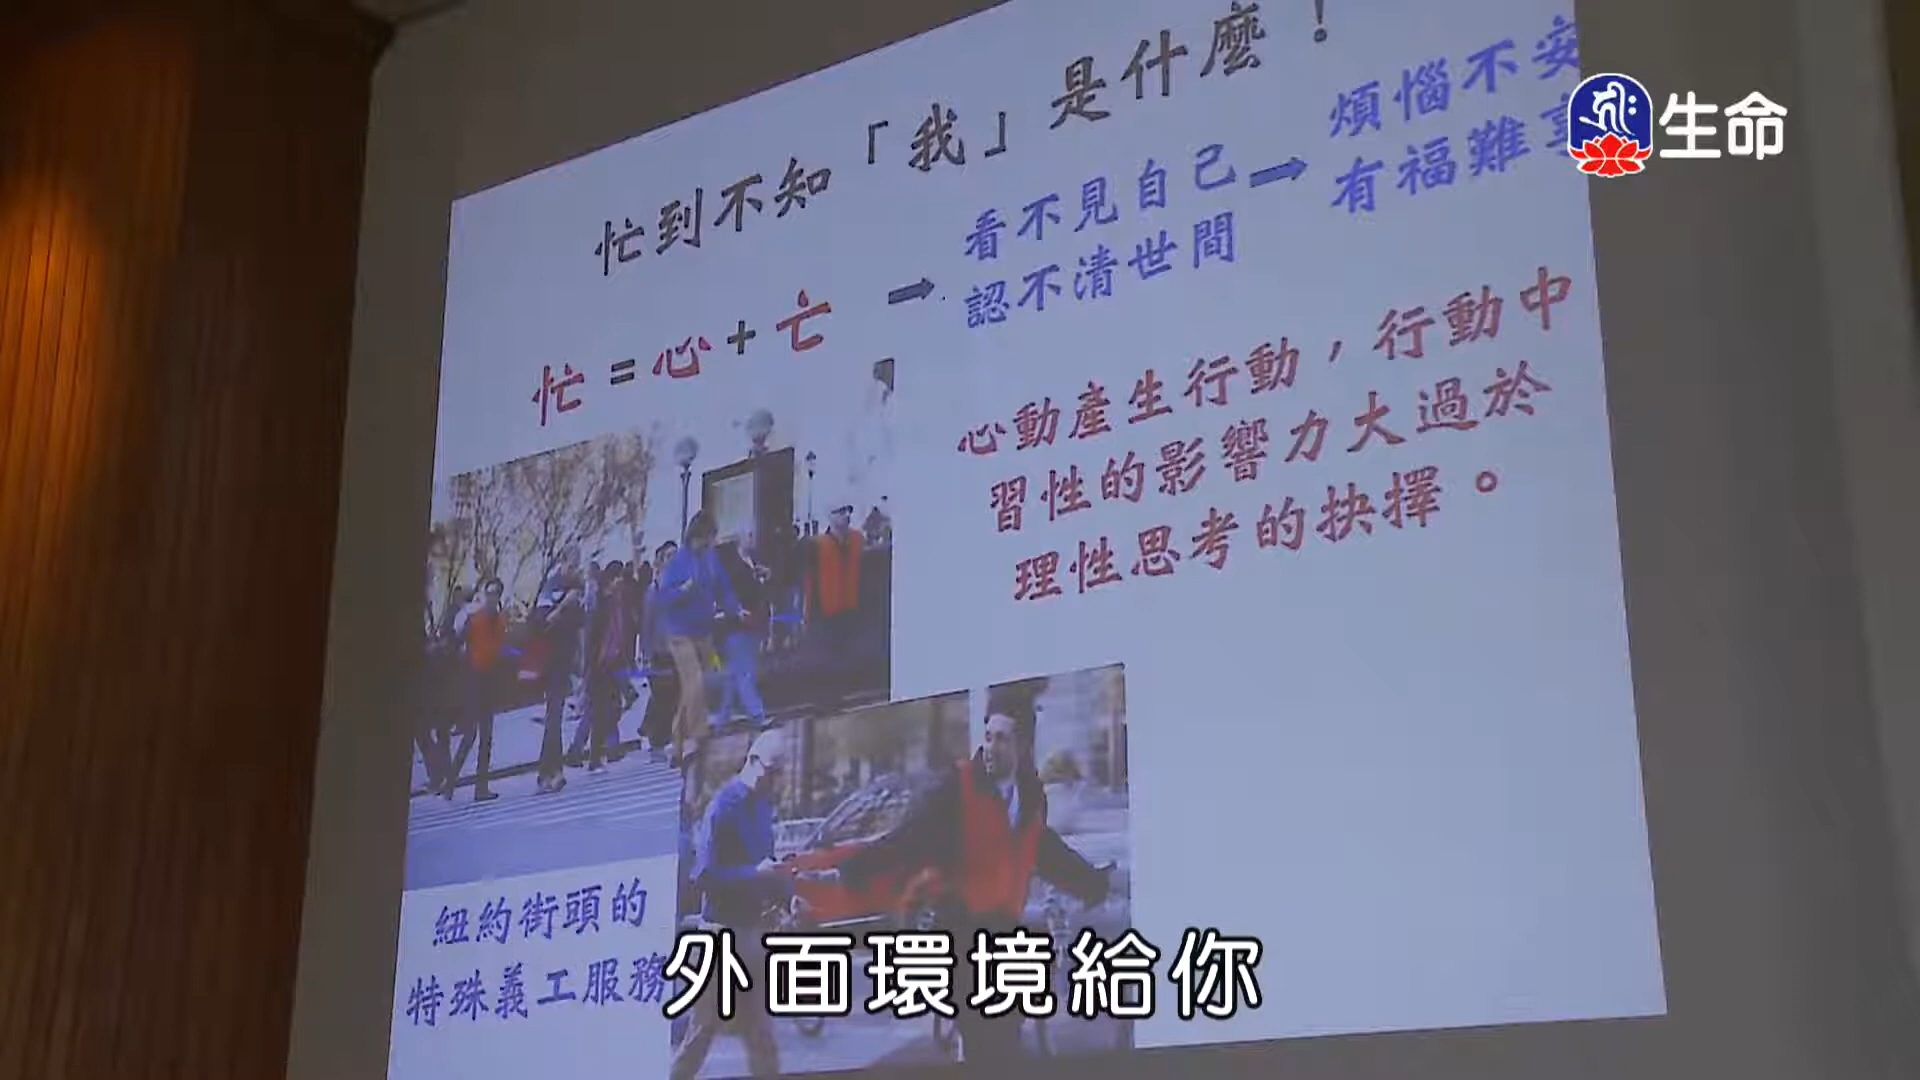 忙到不知「我」是什麼！
忙=心+亡
看不見自己
認不清世間
煩惱不安
有福難
生命
心動產生行動，行動中
習性的影響力大過於
理性思考的抉擇。
紐約街頭的
特殊義工服務
外面環境給你